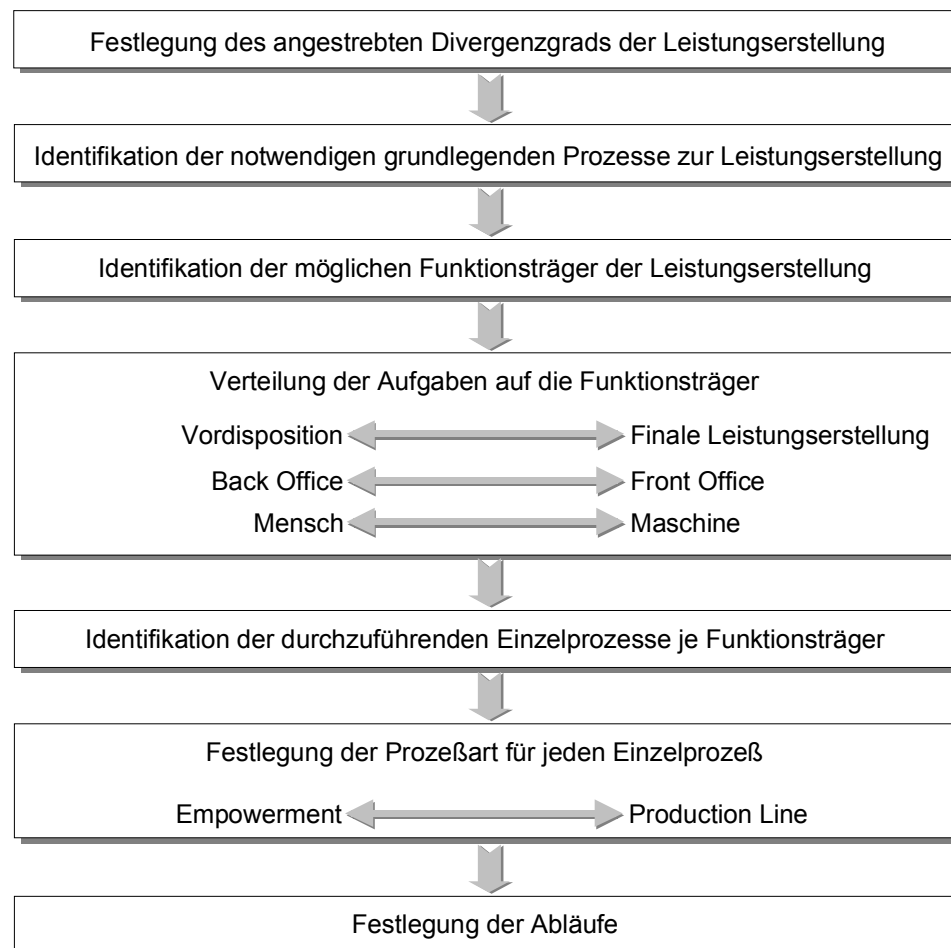 Festlegung des angestrebten Divergenzgrads der Leistungserstellung
Identifikation der notwendigen grundlegenden Prozesse zur Leistungserstellung
Identifikation der möglichen Funktionsträger der Leistungserstellung
Verteilung der Aufgaben auf die Funktionsträger
Vordisposition Finale Leistungserstellung
Back Office Front Office
Mensch Maschine
Identifikation der durchzuführenden Einzelprozesse je Funktionsträger
Festlegung der Prozeßart für jeden Einzelprozeß
Empowerment Production Line
Festlegung der Abläufe